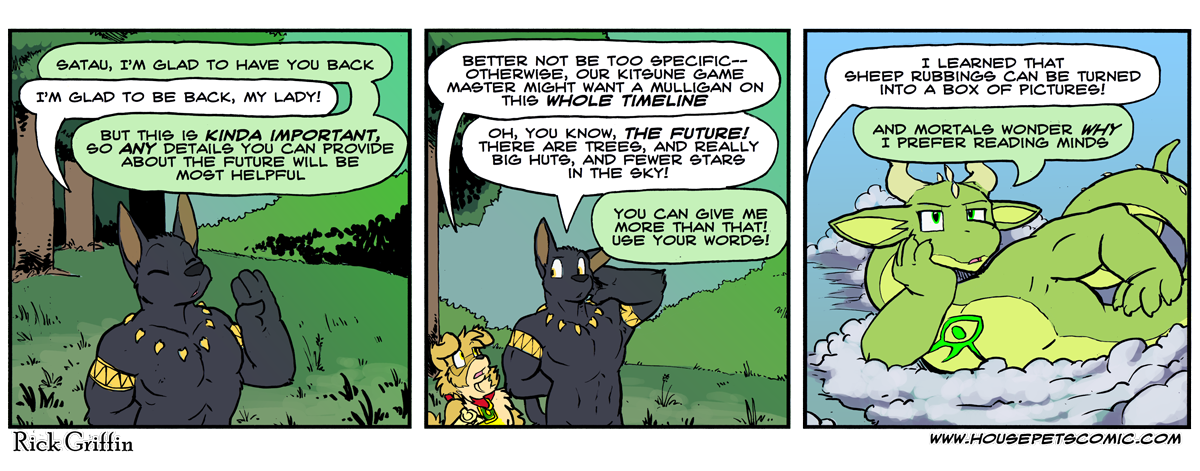 SATAU, I'M GLAD TO HAVE YOU BACK
I'M GLAD TO BE BACK, MY LADY!
BUT THIS IS KINDA IMPORTANT,
SO ANY DETAILS YOU CAN PROVIDE
ABOUT THE FUTURE WILL BE
MOST HELPFUL
BETTER NOT BE TOO SPECIFIC--
OTHERWISE, OUR KITSUNE GAME
MASTER MIGHT WANT A MULLIGAN ON
THIS WHOLE TIMELINE
OH, YOU KNOW, THE FUTURE!
THERE ARE TREES, AND REALLY
BIG HUTS, AND FEWER STARS
IN THE SKY!
YOU CAN GIVE ME
MORE THAN THAT!
USE YOUR WORDS!
I LEARNED THAT
SHEEP RUBBINGS CAN BE TURNED
INTO A BOX OF PICTURES!
AND MORTALS WONDER WHY
I PREFER READING MINDS
Rick Griffin
WWW.HOUSEPETSCOMIC.COM